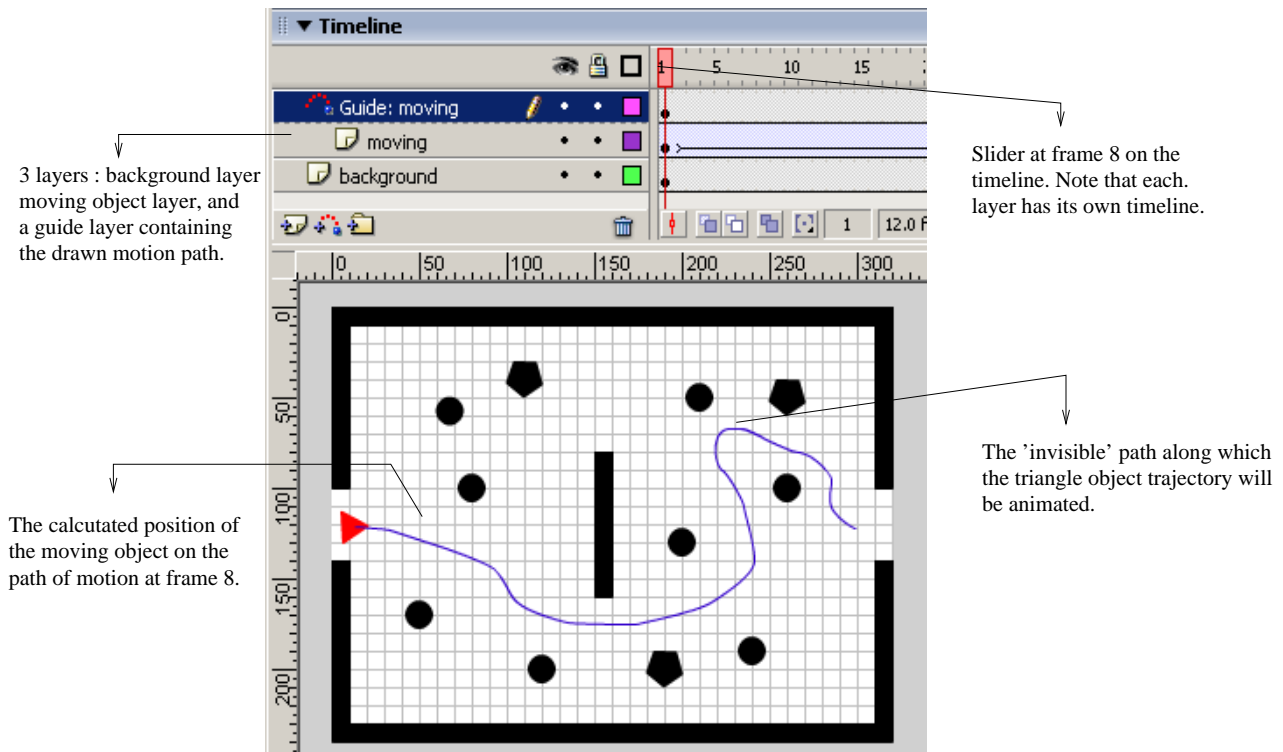 Timeline
1 5 10 15
Guide: moving
moving
background
1 12.0 f
3 layers : background layer
moving object layer, and
a guide layer containing
the drawn motion path.
Slider at frame 8 on the
timeline. Note that each.
layer has its own timeline.
0 50 100 150 200 250 300
0
50
100
150
200
The calcutated position of
the moving object on the
path of motion at frame 8.
The 'invisible' path along which
the triangle object trajectory will
be animated.